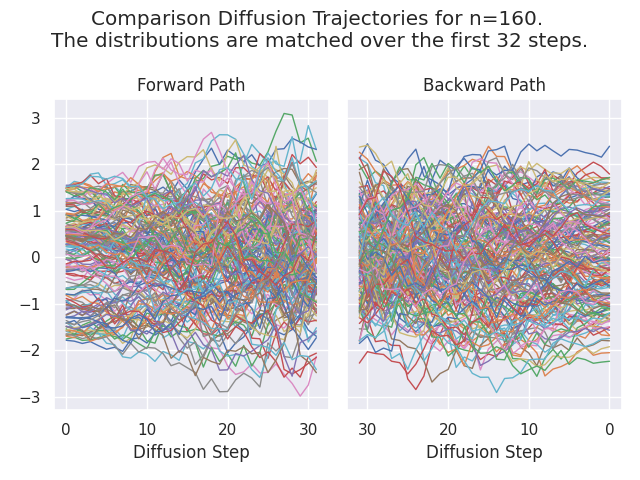 Comparison Diffusion Trajectories for n=160.
The distributions are matched over the first 32 steps.
Forward Path
Backward Path
3
2
1
0
−1
−2
−3
0 10 20 30
30 20 10 0
Diffusion Step
Diffusion Step